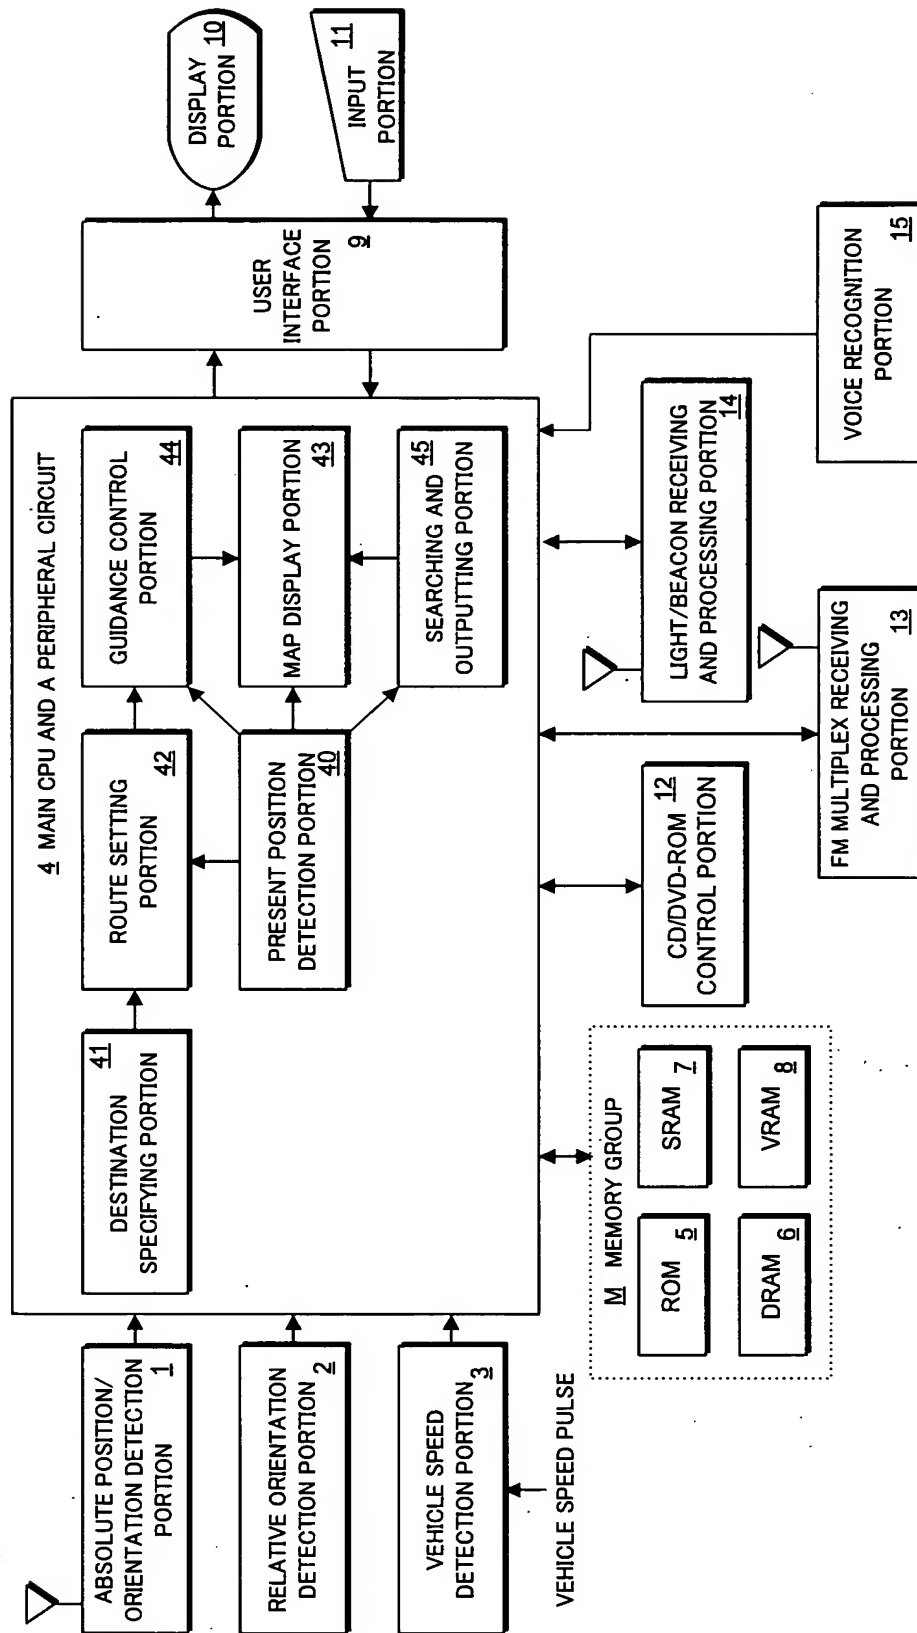 ABSOLUTE POSITION/
ORIENTATION DETECTION
PORTION
1
RELATIVE ORIENTATION
DETECTION PORTION
2
VEHICLE SPEED
DETECTION PORTION
3
VEHICLE SPEED PULSE
4 MAIN CPU AND A PERIPHERAL CIRCUIT
DESTINATION
SPECIFYING PORTION
41
ROUTE SETTING
PORTION
42
GUIDANCE CONTROL
PORTION
44
PRESENT POSITION
DETECTION PORTION
40
MAP DISPLAY PORTION
43
SEARCHING AND
OUTPUTTING PORTION
45
USER
INTERFACE
PORTION
9
DISPLAY
PORTION
10
INPUT
PORTION
11
M MEMORY GROUP
ROM 5
SRAM 7
DRAM 6
VRAM 8
CD/DVD-ROM
CONTROL PORTION
12
LIGHT/BEACON RECEIVING
AND PROCESSING PORTION
14
FM MULTIPLEX RECEIVING
AND PROCESSING
PORTION
13
VOICE RECOGNITION
PORTION
15